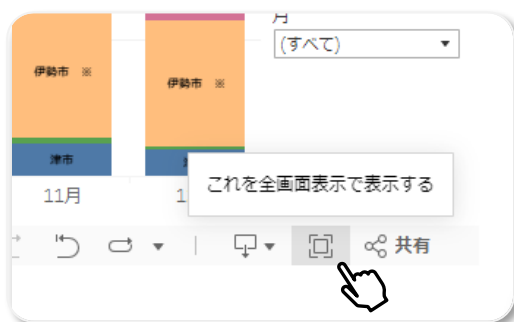 月
(すべて)
伊勢市 ※
伊勢市 ※
津市
11月
これを全画面表示で表示する
共有